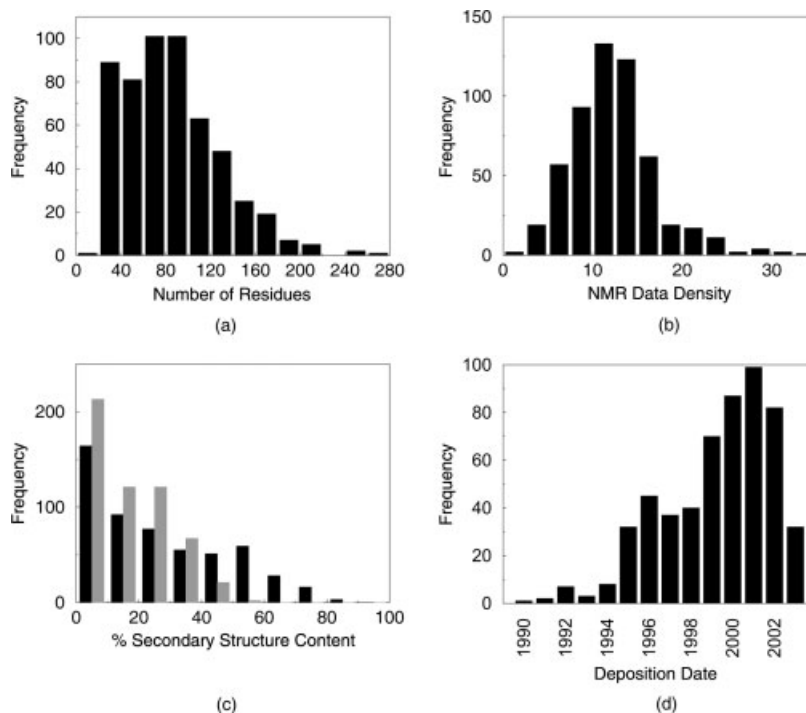 100
80
60
40
20
0
Frequency
0 40 80 120 160 200 240 280
Number of Residues
(a)
150
100
50
0
Frequency
0 10 20 30
NMR Data Density
(b)
200
100
0
Frequency
0 20 40 60 80 100
% Secondary Structure Content
(c)
100
80
60
40
20
0
Frequency
1990 1992 1994 1996 1998 2000 2002
Deposition Date
(d)